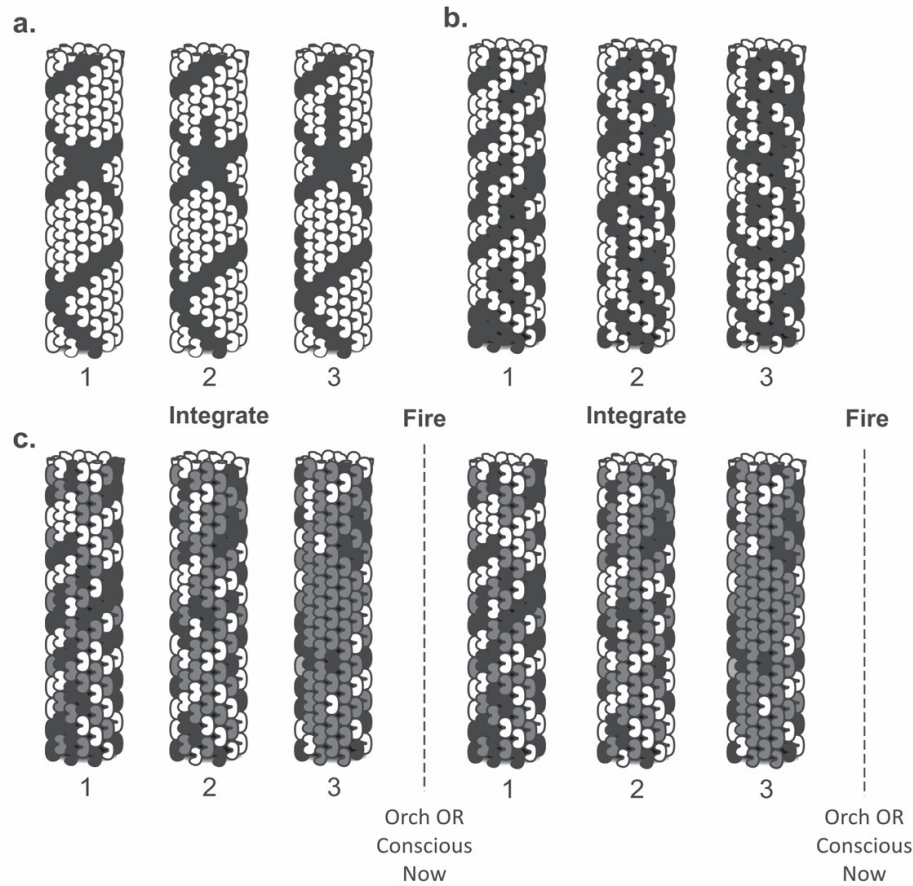 a.
b.
1 2 3
1 2 3
Integrate Fire Integrate Fire
c.
1 2 3
1 2 3
Orch OR
Conscious
Now
Orch OR
Conscious
Now